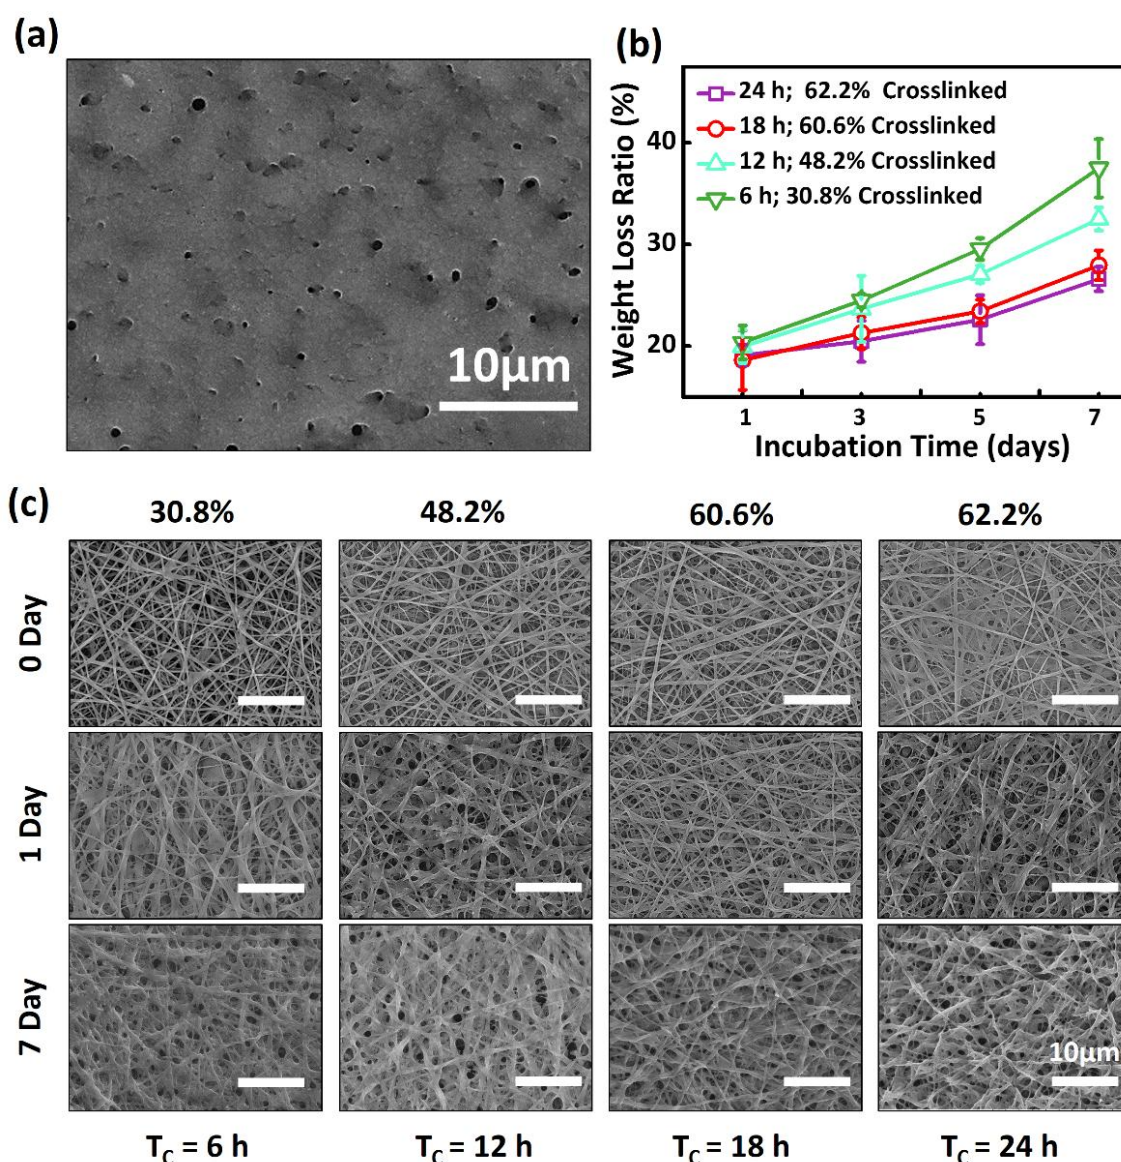 (a)
10μm
(b)
Weight Loss Ratio (%)
40
30
20
24 h; 62.2% Crosslinked
18 h; 60.6% Crosslinked
12 h; 48.2% Crosslinked
6 h; 30.8% Crosslinked
1 3 5 7
Incubation Time (days)
(c)
30.8% 48.2% 60.6% 62.2%
0 Day
1 Day
7 Day
10μm
T_C = 6 h T_C = 12 h T_C = 18 h T_C = 24 h